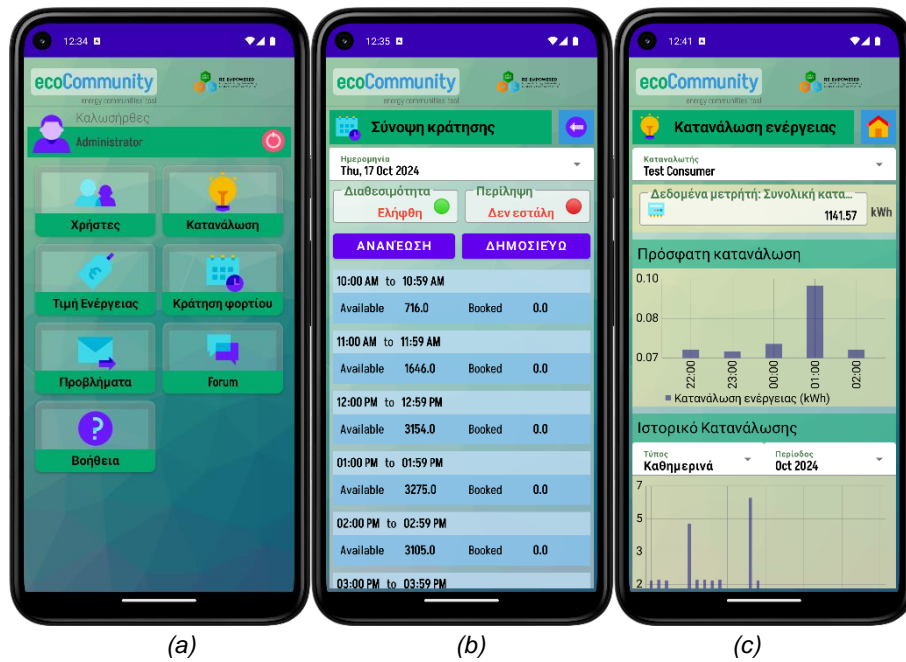 12:34
ecoCommunity
energy communities tool
Καλωσήρθες
Administrator
Χρήστες
Κατανάλωση
Τιμή Ενέργειας
Κράτηση φορτίου
Προβλήματα
Forum
Βοήθεια
(a)
12:35
ecoCommunity
energy communities tool
Σύνοψη κράτησης
Ημερομηνία
Thu, 17 Oct 2024
Διαθεσιμότητα
Ελήφθη
Περίληψη
Δεν εστάλη
ΑΝΑΝΈΩΣΗ
ΔΗΜΟΣΙΕΎΩ
10:00 AM to 10:59 AM
Available 716.0 Booked 0.0
11:00 AM to 11:59 AM
Available 1646.0 Booked 0.0
12:00 PM to 12:59 PM
Available 3154.0 Booked 0.0
01:00 PM to 01:59 PM
Available 3275.0 Booked 0.0
02:00 PM to 02:59 PM
Available 3105.0 Booked 0.0
03:00 PM to 03:59 PM
(b)
12:41
ecoCommunity
energy communities tool
Κατανάλωση ενέργειας
Καταναλωτής
Test Consumer
Δεδομένα μετρητή: Συνολική κατα...
1141.57 kWh
Πρόσφατη κατανάλωση
0.10
0.08
0.07
22:00 23:00 00:00 01:00 02:00
Κατανάλωση ενέργειας (kWh)
Ιστορικό Κατανάλωσης
Τύπος
Καθημερινά
Περίοδος
Oct 2024
7
5
3
2
(c)